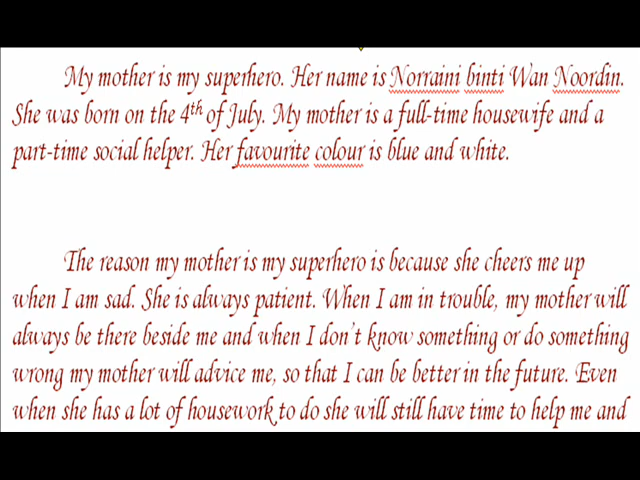 My mother is my superhero. Her name is Norraini binti Wan Noordin.
She was born on the 4th of July. My mother is a full-time housewife and a
part-time social helper. Her favourite colour is blue and white.
The reason my mother is my superhero is because she cheers me up
when I am sad. She is always patient. When I am in trouble, my mother will
always be there beside me and when I don't know something or do something
wrong my mother will advice me, so that I can be better in the future. Even
when she has a lot of housework to do she will still have time to help me and